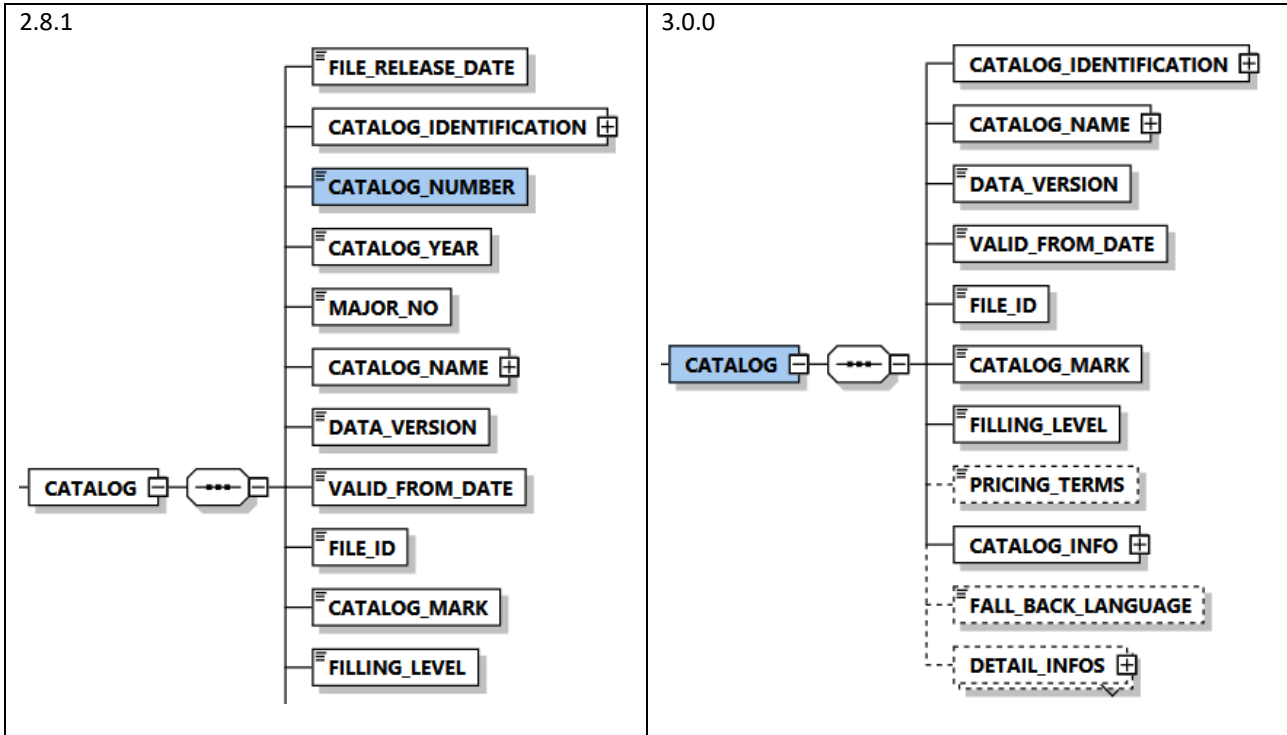 2.8.1
FILE_RELEASE_DATE
CATALOG_IDENTIFICATION
CATALOG_NUMBER
CATALOG_YEAR
MAJOR_NO
CATALOG_NAME
DATA_VERSION
CATALOG
VALID_FROM_DATE
FILE_ID
CATALOG_MARK
FILLING_LEVEL
3.0.0
CATALOG_IDENTIFICATION
CATALOG_NAME
DATA_VERSION
VALID_FROM_DATE
FILE_ID
CATALOG
CATALOG_MARK
FILLING_LEVEL
PRICING_TERMS
CATALOG_INFO
FALL_BACK_LANGUAGE
DETAIL_INFOS